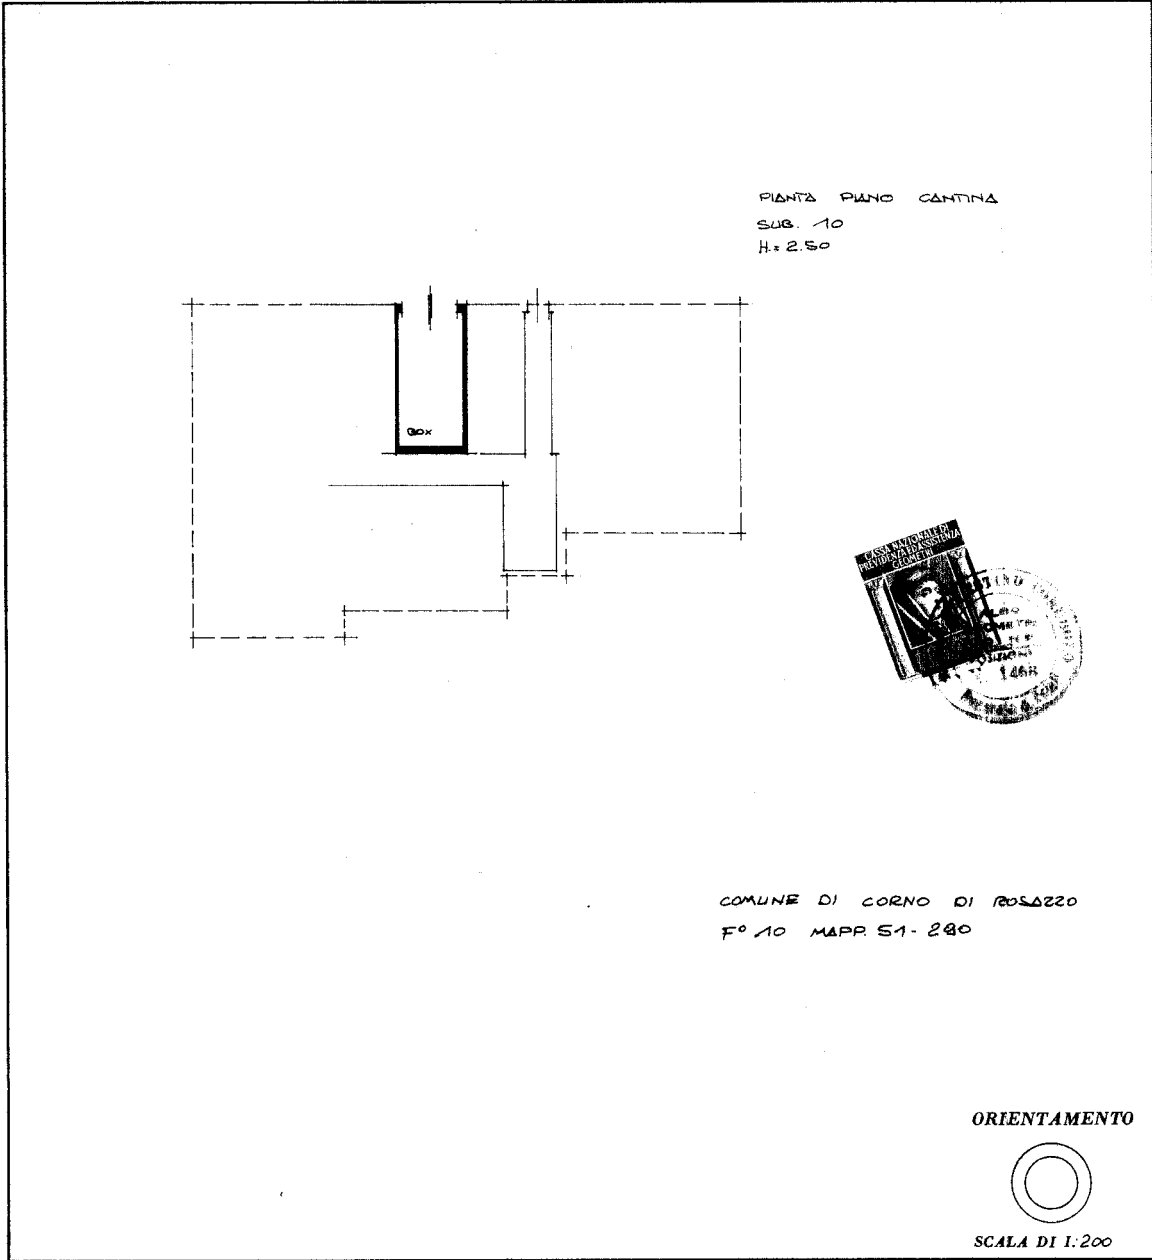 PIANTA PIANO CANTINA
SUB. 10
H= 2.50
BOX
CASSA NAZIONALE DI
PREVIDENZA ED ASSISTENZA
GEOMETRI
ALBO
1468
COMUNE DI CORNO DI ROSAZZO
F° 10 MAPP. 51-280
ORIENTAMENTO
SCALA DI 1:200